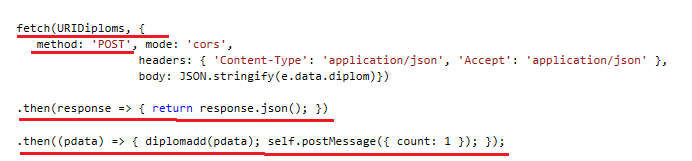 fetch(URIDiploms, {
method: 'POST', mode: 'cors',
headers: { 'Content-Type': 'application/json', 'Accept': 'application/json' },
body: JSON.stringify(e.data.diplom)})
.then(response => { return response.json(); })
.then((pdata) => { diplomadd(pdata); self.postMessage({ count: 1 }); });